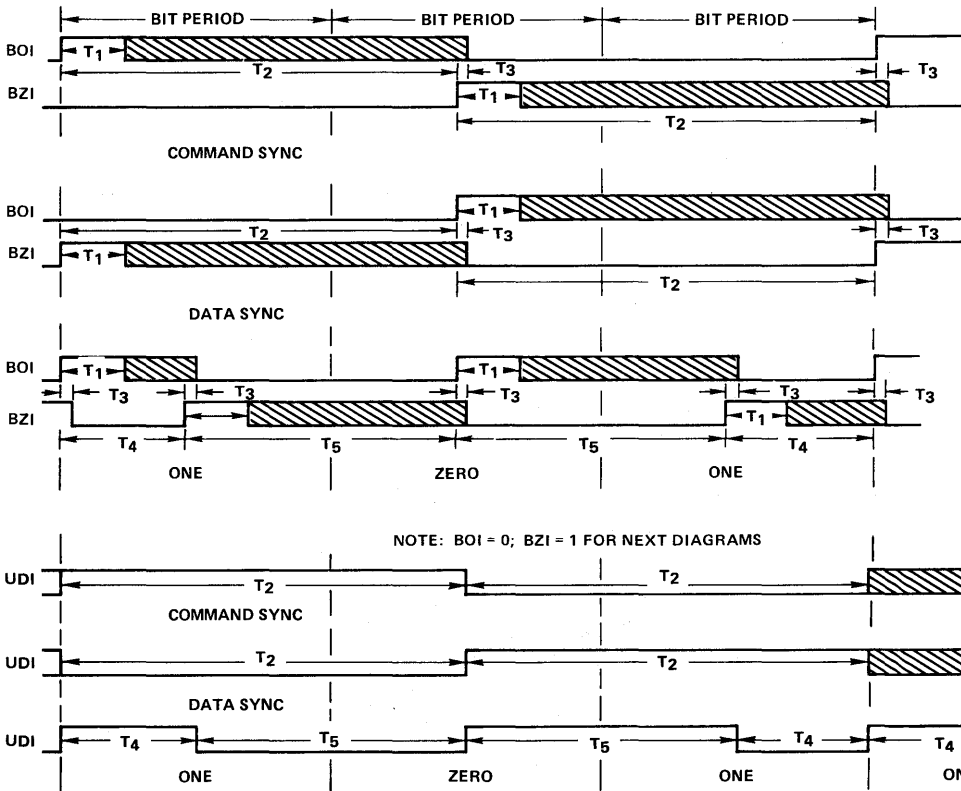 BIT PERIOD BIT PERIOD BIT PERIOD
BOI T1
T2 T3 T3
BZI T1
T2
COMMAND SYNC
BOI T1
T2 T3 T3
BZI T1
T2
DATA SYNC
BOI T1 T1
T3 T3 T3 T3 T3
BZI T1
T4 T5 T5 T4
ONE ZERO ONE
NOTE: BOI = 0; BZI = 1 FOR NEXT DIAGRAMS
UDI T2 T2
COMMAND SYNC
UDI T2 T2
DATA SYNC
UDI T4 T5 T5 T4 T4
ONE ZERO ONE